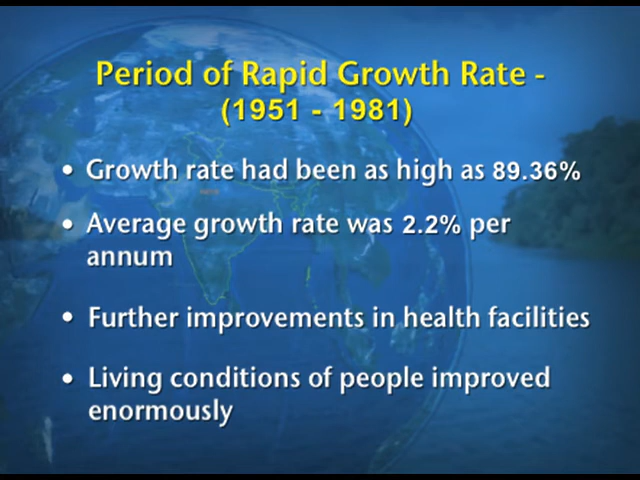 Period of Rapid Growth Rate -
(1951 - 1981)
• Growth rate had been as high as 89.36%
• Average growth rate was 2.2% per
annum
• Further improvements in health facilities
• Living conditions of people improved
enormously